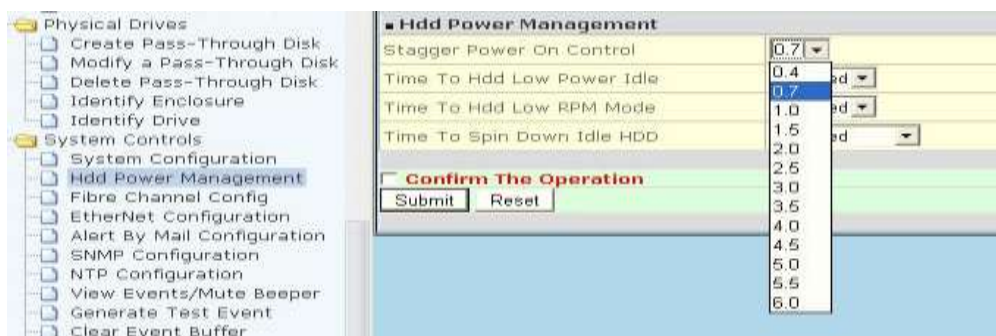 Physical Drives
Create Pass-Through Disk
Modify a Pass-Through Disk
Delete Pass-Through Disk
Identify Enclosure
Identify Drive
System Controls
System Configuration
Hdd Power Management
Fibre Channel Config
EtherNet Configuration
Alert By Mail Configuration
SNMP Configuration
NTP Configuration
View Events/Mute Beeper
Generate Test Event
Clear Event Buffer
Hdd Power Management
Stagger Power On Control
0.7
Time To Hdd Low Power Idle
ed
Time To Hdd Low RPM Mode
ed
Time To Spin Down Idle HDD
ed
0.4
0.7
1.0
1.5
2.0
2.5
3.0
3.5
4.0
4.5
5.0
5.5
6.0
Confirm The Operation
Submit Reset